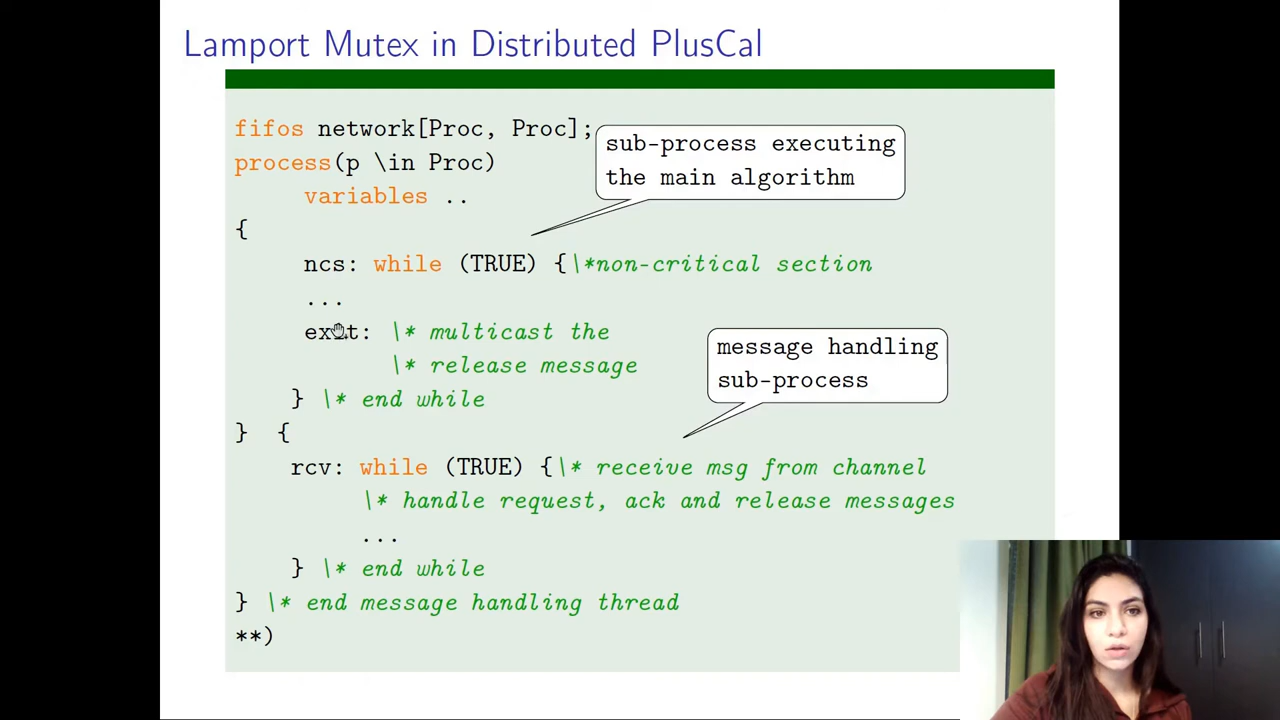 Lamport Mutex in Distributed PlusCal
fifos network[Proc, Proc];
process(p \in Proc)
variables ..
{
sub-process executing
the main algorithm
ncs: while (TRUE) {\*non-critical section
...
exit: \* multicast the
\* release message
} \* end while
message handling
sub-process
} {
rcv: while (TRUE) {\* receive msg from channel
\* handle request, ack and release messages
...
} \* end while
} \* end message handling thread
**)